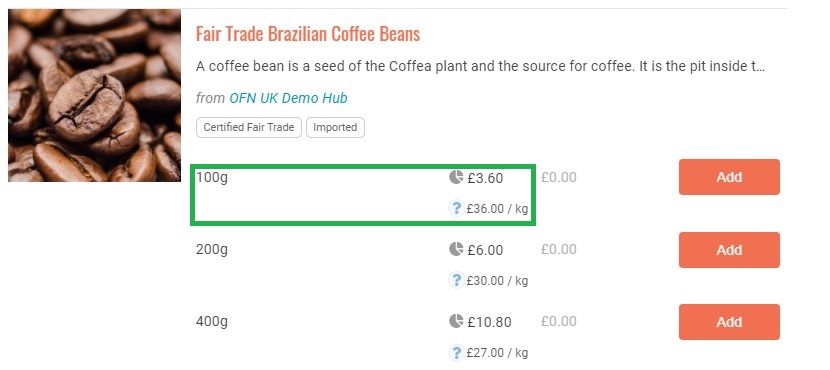 Fair Trade Brazilian Coffee Beans
A coffee bean is a seed of the Coffea plant and the source for coffee. It is the pit inside t...
from OFN UK Demo Hub
Certified Fair Trade Imported
100g £3.60 £0.00 Add
? £36.00 / kg
200g £6.00 £0.00 Add
? £30.00 / kg
400g £10.80 £0.00 Add
? £27.00 / kg